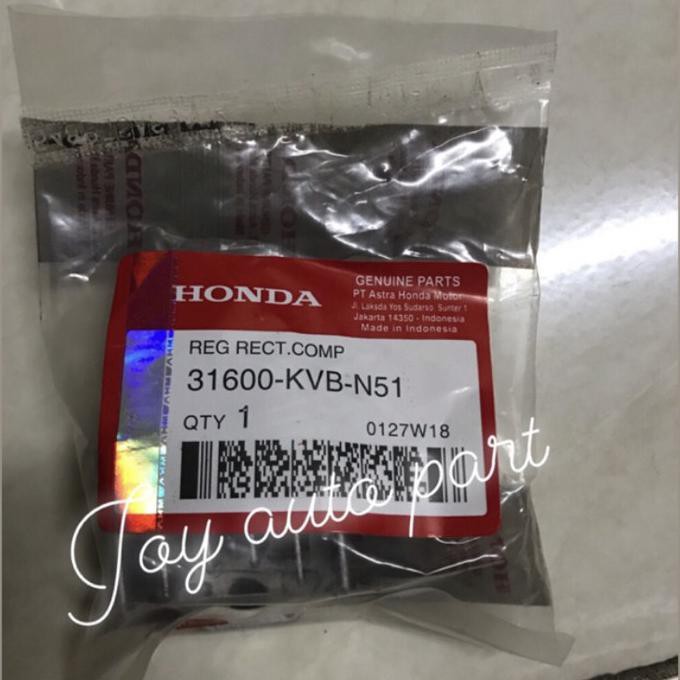 HONDA
GENUINE PARTS
PT Astra Honda Motor
Jl. Laksda Yos Sudarso Sunter 1
Jakarta 14350 - Indonesia
Made in Indonesia
REG RECT.COMP
31600-KVB-N51
QTY 1
0127W18
Joy auto part